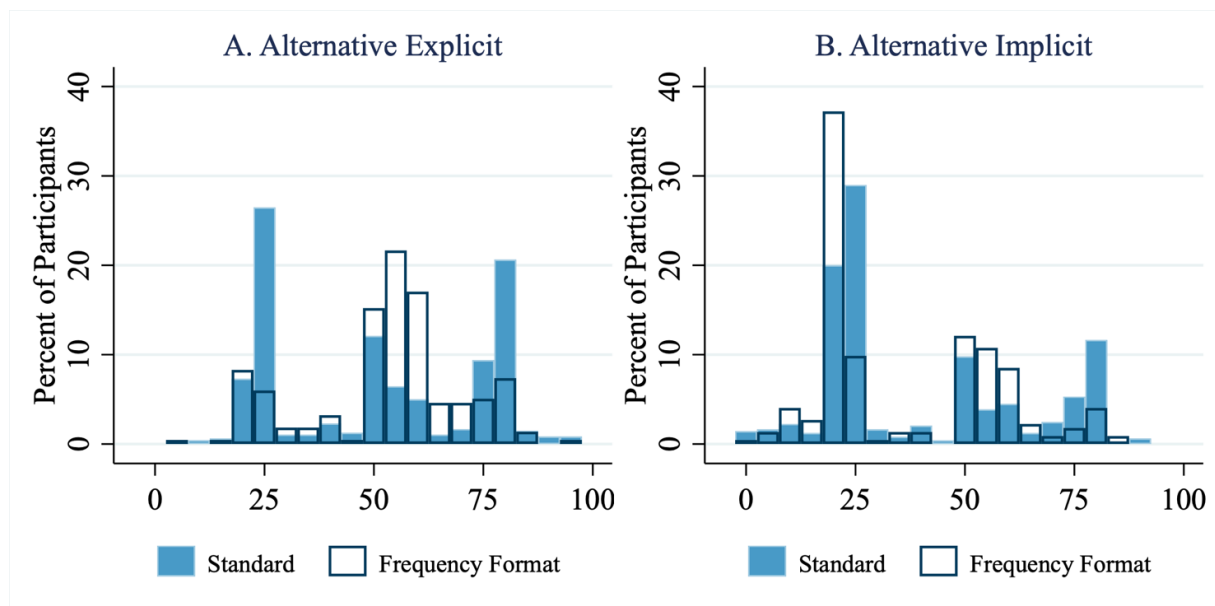 A. Alternative Explicit
Percent of Participants
40
30
20
10
0
0 25 50 75 100
Standard Frequency Format
B. Alternative Implicit
Percent of Participants
40
30
20
10
0
0 25 50 75 100
Standard Frequency Format